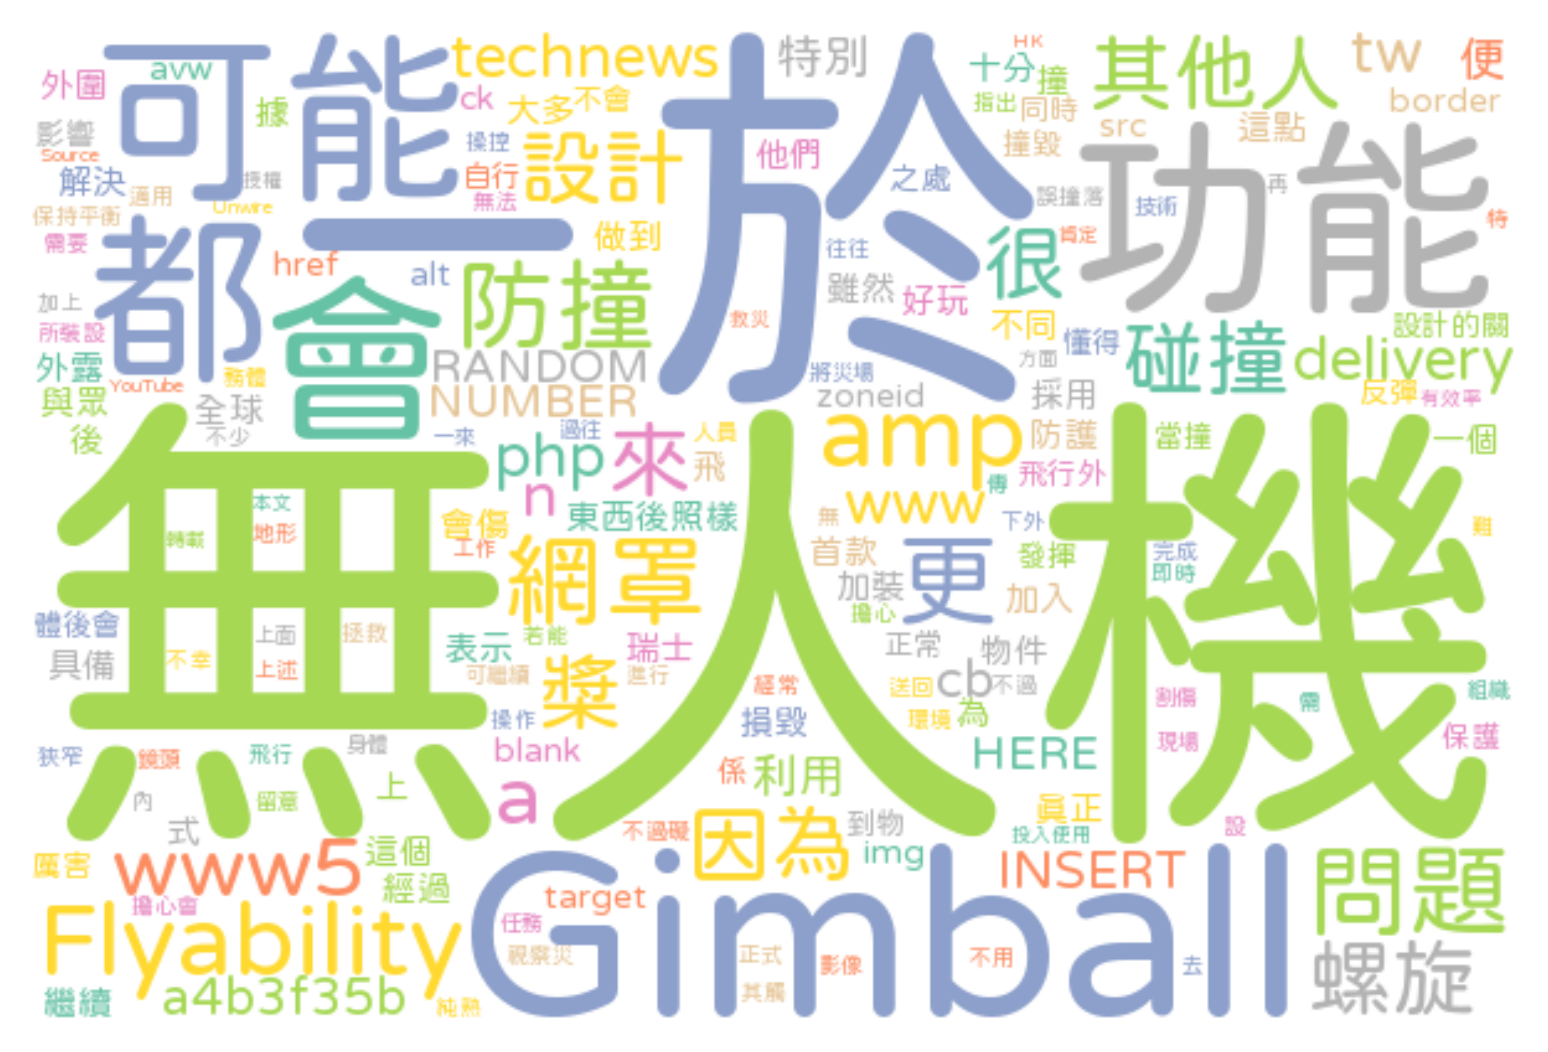 可能
technews
於
特別
HK
十分
撞
其他人
tw
便
外圍
avw
據
ck
大多
不會
指出
同時
border
影響
Source
操控
設計
他們
撞毀
src
這點
功能
解決
授權
適用
自行
無法
之處
誤撞落
技術
再
保持平衡
Unwire
需要
都
一
做到
往往
很
肯定
特
href
alt
防撞
雖然
好玩
加上
會
救災
不同
懂得
碰撞
設計的關
所裝設
外露
YouTube
務體
RANDOM
將災場
方面
delivery
與眾
全球
NUMBER
zoneid
採用
反彈
有效率
後
不少
一來
過往
人員
amp
防護
當撞
一個
無人機
php
來
飛
飛行外
n
本文
www
傳
轉載
地形
會傷
東西後照樣
無
下外
難
工作
網罩
首款
更
發揮
完成
即時
加裝
加入
體後會
上面
拯救
表示
若能
瑞士
擔心
正常
物件
具備
不幸
上述
可繼續
槳
進行
經常
送回
cb
不過
割傷
需
組織
操作
損毀
環境
為
狹窄
鏡頭
飛行
身體
blank
HERE
現場
保護
內
留意
上
a
係
利用
真正
式
不過礙
因為
到物
投入使用
設
厲害
www5
這個
img
INSERT
問題
經過
擔心會
target
Flyability
Gimball
任務
視察災
正式
影像
不用
去
螺旋
其觸
繼續
a4b3f35b
純熟